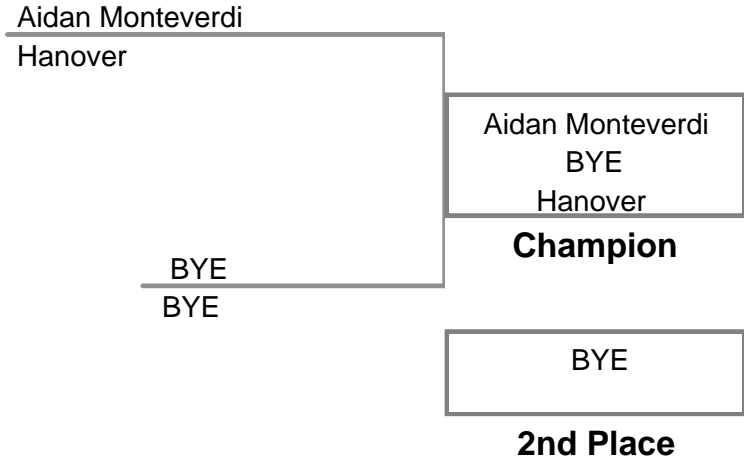 Aidan Monteverdi
Hanover
Aidan Monteverdi
BYE
Hanover
Champion
BYE
BYE
BYE
2nd Place